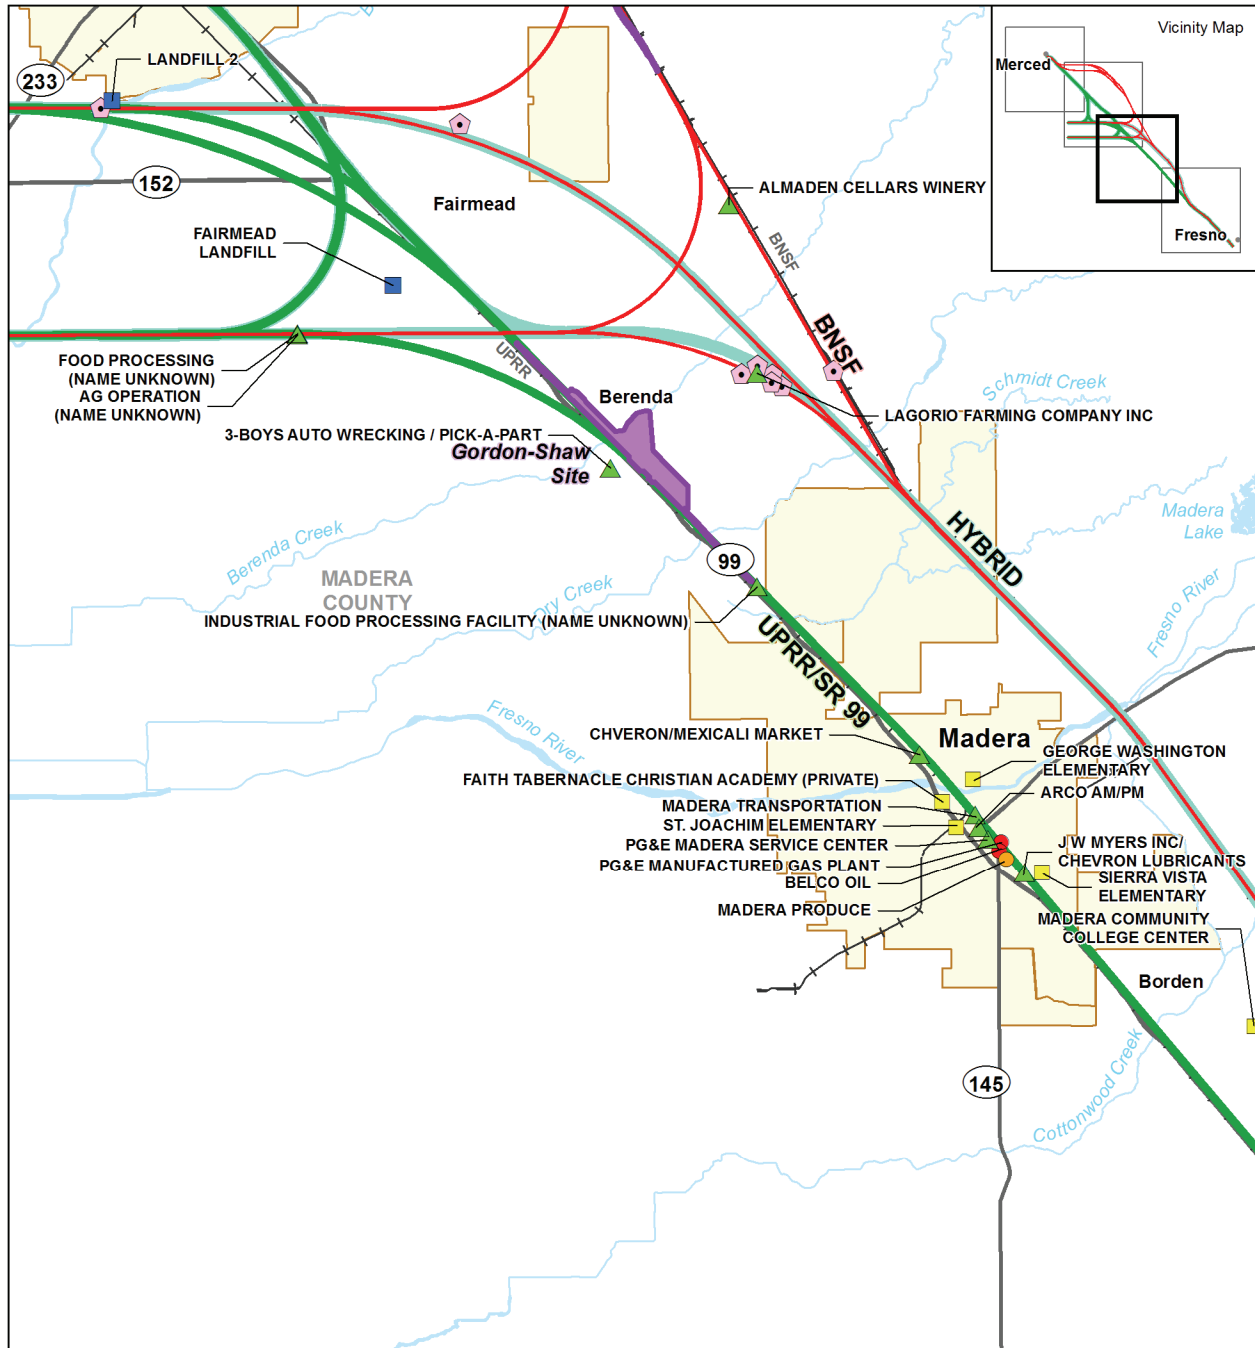 Vicinity Map
Merced
Fresno
LANDFILL 2
233
152
Fairmead
ALMADEN CELLARS WINERY
FAIRMEAD
LANDFILL
BNSF
BNSF
UPRR
FOOD PROCESSING
(NAME UNKNOWN)
AG OPERATION
(NAME UNKNOWN)
Berenda
Schmidt Creek
LAGORIO FARMING COMPANY INC
3-BOYS AUTO WRECKING / PICK-A-PART
Gordon-Shaw
Site
Madera
Lake
HYBRID
Berenda Creek
99
MADERA
COUNTY
Dry Creek
Fresno River
INDUSTRIAL FOOD PROCESSING FACILITY (NAME UNKNOWN)
UPRR/SR 99
Fresno River
CHVERON/MEXICALI MARKET
Madera
GEORGE WASHINGTON
ELEMENTARY
FAITH TABERNACLE CHRISTIAN ACADEMY (PRIVATE)
ARCO AM/PM
MADERA TRANSPORTATION
ST. JOACHIM ELEMENTARY
PG&E MADERA SERVICE CENTER
J W MYERS INC/
CHEVRON LUBRICANTS
PG&E MANUFACTURED GAS PLANT
BELCO OIL
SIERRA VISTA
ELEMENTARY
MADERA PRODUCE
MADERA COMMUNITY
COLLEGE CENTER
Borden
145
Cottonwood Creek